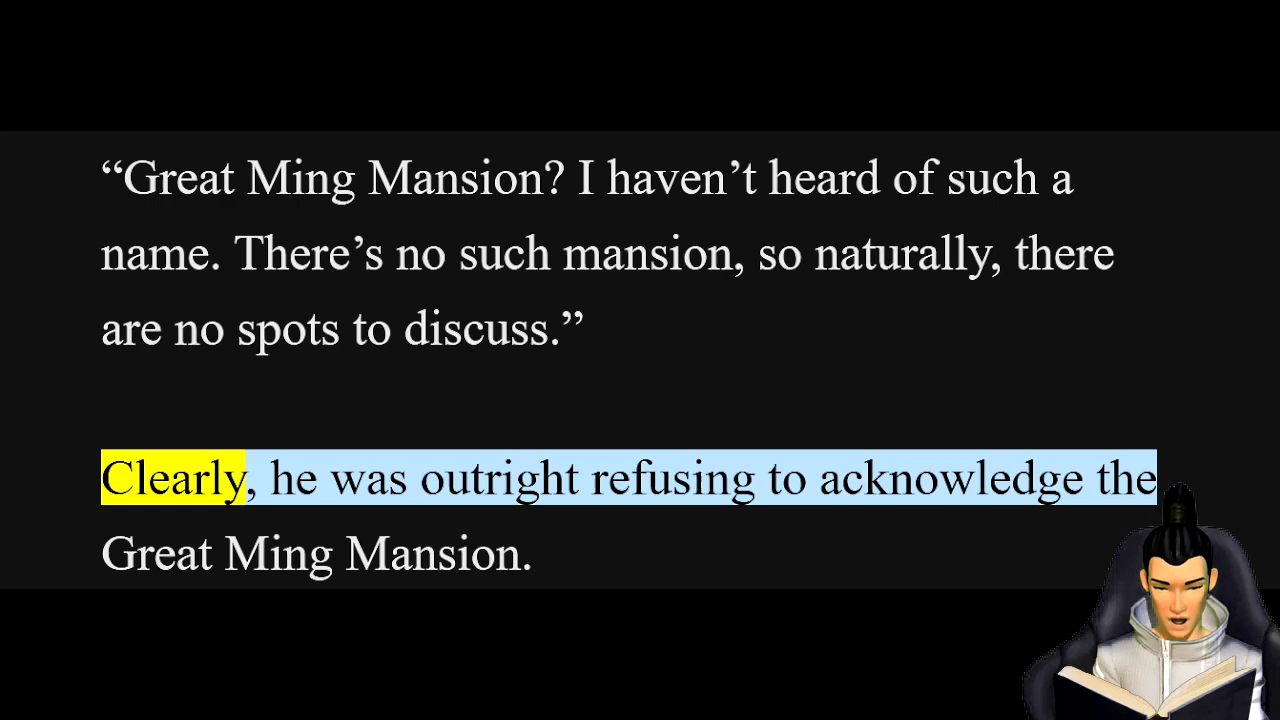 “Great Ming Mansion? I haven’t heard of such a
name. There’s no such mansion, so naturally, there
are no spots to discuss.”
Clearly, he was outright refusing to acknowledge the
Great Ming Mansion.